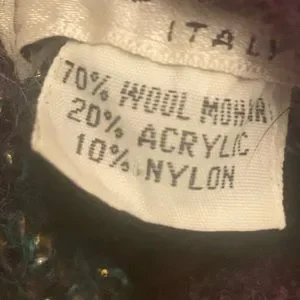 ITALY
70% WOOL MOHAIR
20% ACRYLIC
10% NYLON